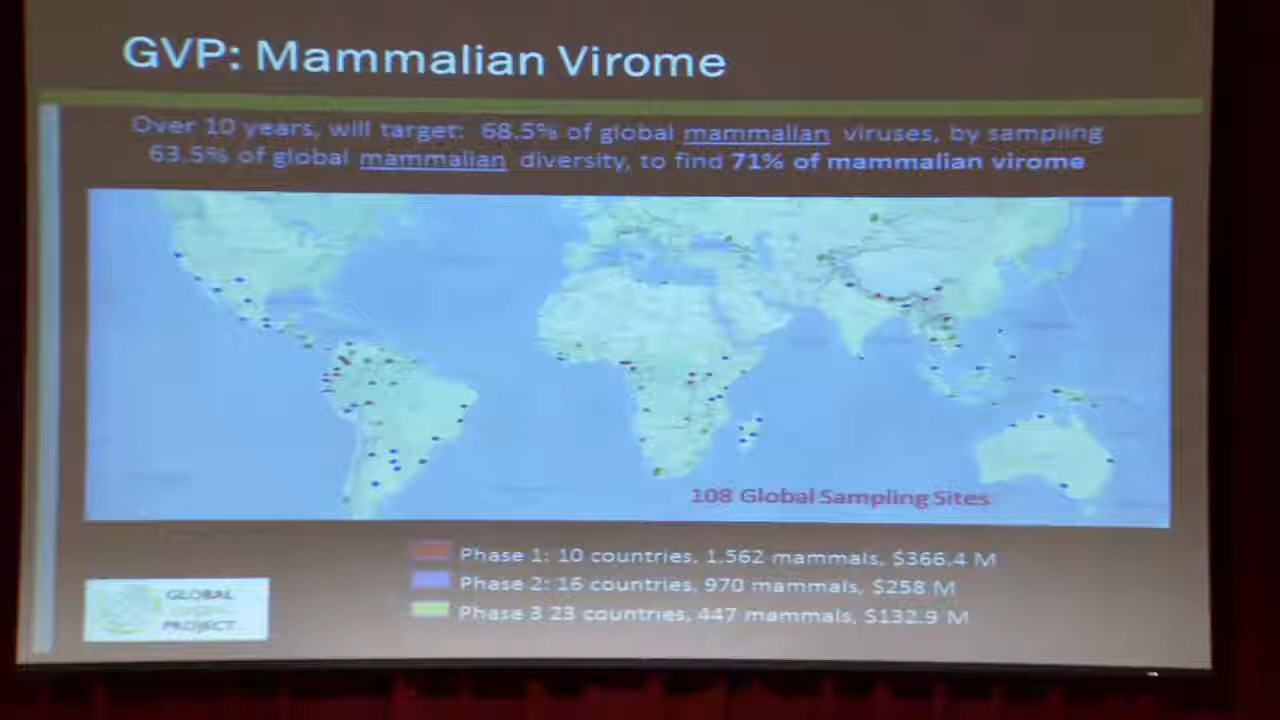 GVP: Mammalian Virome
Over 10 years, will target: 68.5% of global mammalian viruses, by sampling
63.5% of global mammalian diversity, to find 71% of mammalian virome
108 Global Sampling Sites
Phase 1: 10 countries, 1,562 mammals, $366.4 M
Phase 2: 16 countries, 970 mammals, $258 M
Phase 3 23 countries, 447 mammals, $132.9 M
GLOBAL
PROJECT